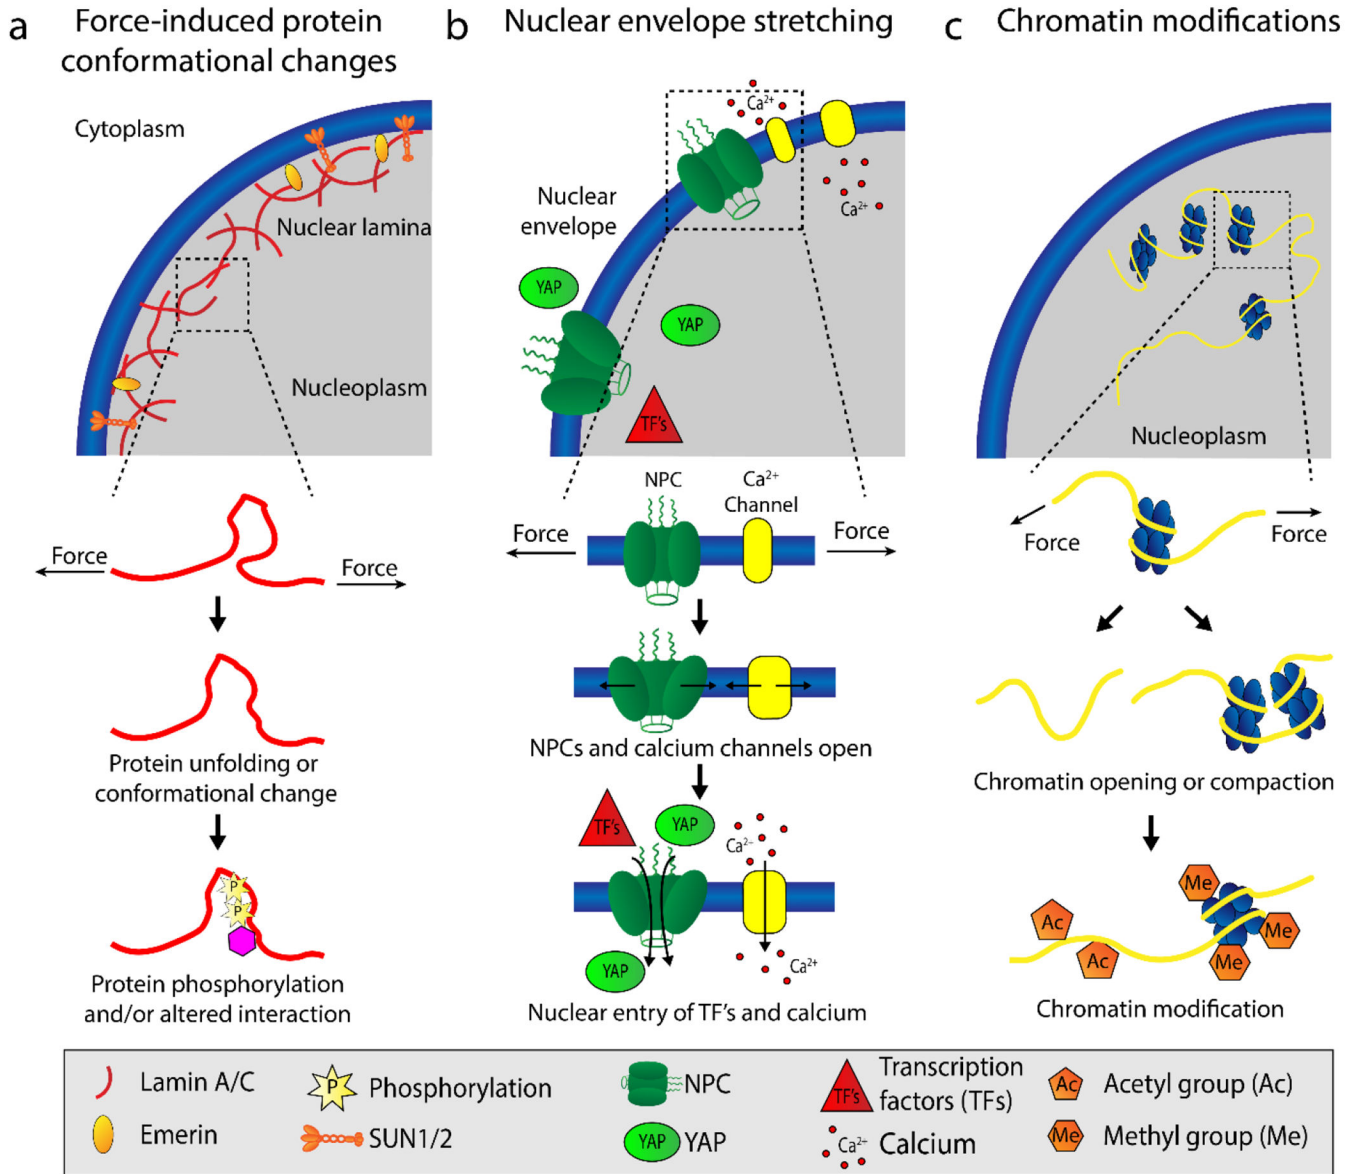 a
Force-induced protein
conformational changes
Cytoplasm
Nuclear lamina
Nucleoplasm
Force
Force
Protein unfolding or
conformational change
P
P
Protein phosphorylation
and/or altered interaction
b
Nuclear envelope stretching
Ca²⁺
Ca²⁺
Nuclear
envelope
YAP
YAP
TF's
NPC
Ca²⁺
Channel
Force
Force
NPCs and calcium channels open
TF's
YAP
Ca²⁻
YAP
Ca²⁺
Nuclear entry of TF's and calcium
c
Chromatin modifications
Nucleoplasm
Force
Force
Chromatin opening or compaction
Me
Ac
Me
Ac
Me
Chromatin modification
Lamin A/C
P
Phosphorylation
NPC
TF's
Transcription
factors (TFs)
Ac
Acetyl group (Ac)
Emerin
SUN1/2
YAP
YAP
Ca²⁺
Calcium
Me
Methyl group (Me)